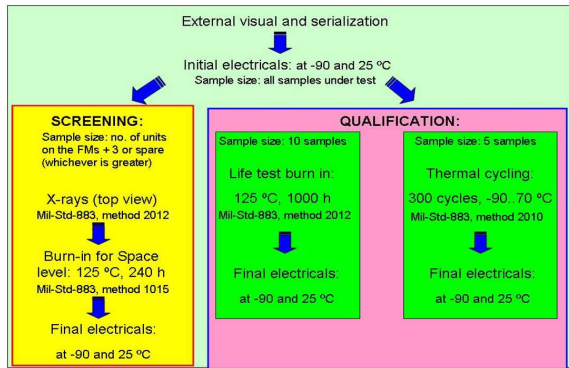 External visual and serialization
Initial electricals: at -90 and 25 ºC
Sample size: all samples under test
SCREENING:
Sample size: no. of units
on the FMs + 3 or spare
(whichever is greater)
X-rays (top view)
Mil-Std-883, method 2012
Burn-in for Space
level: 125 ºC, 240 h
Mil-Std-883, method 1015
Final electricals:
at -90 and 25 ºC
QUALIFICATION:
Sample size: 10 samples
Life test burn in:
125 ºC, 1000 h
Mil-Std-883, method 2012
Final electricals:
at -90 and 25 ºC
Sample size: 5 samples
Thermal cycling:
300 cycles, -90..70 ºC
Mil-Std-883, method 2010
Final electricals:
at -90 and 25 ºC